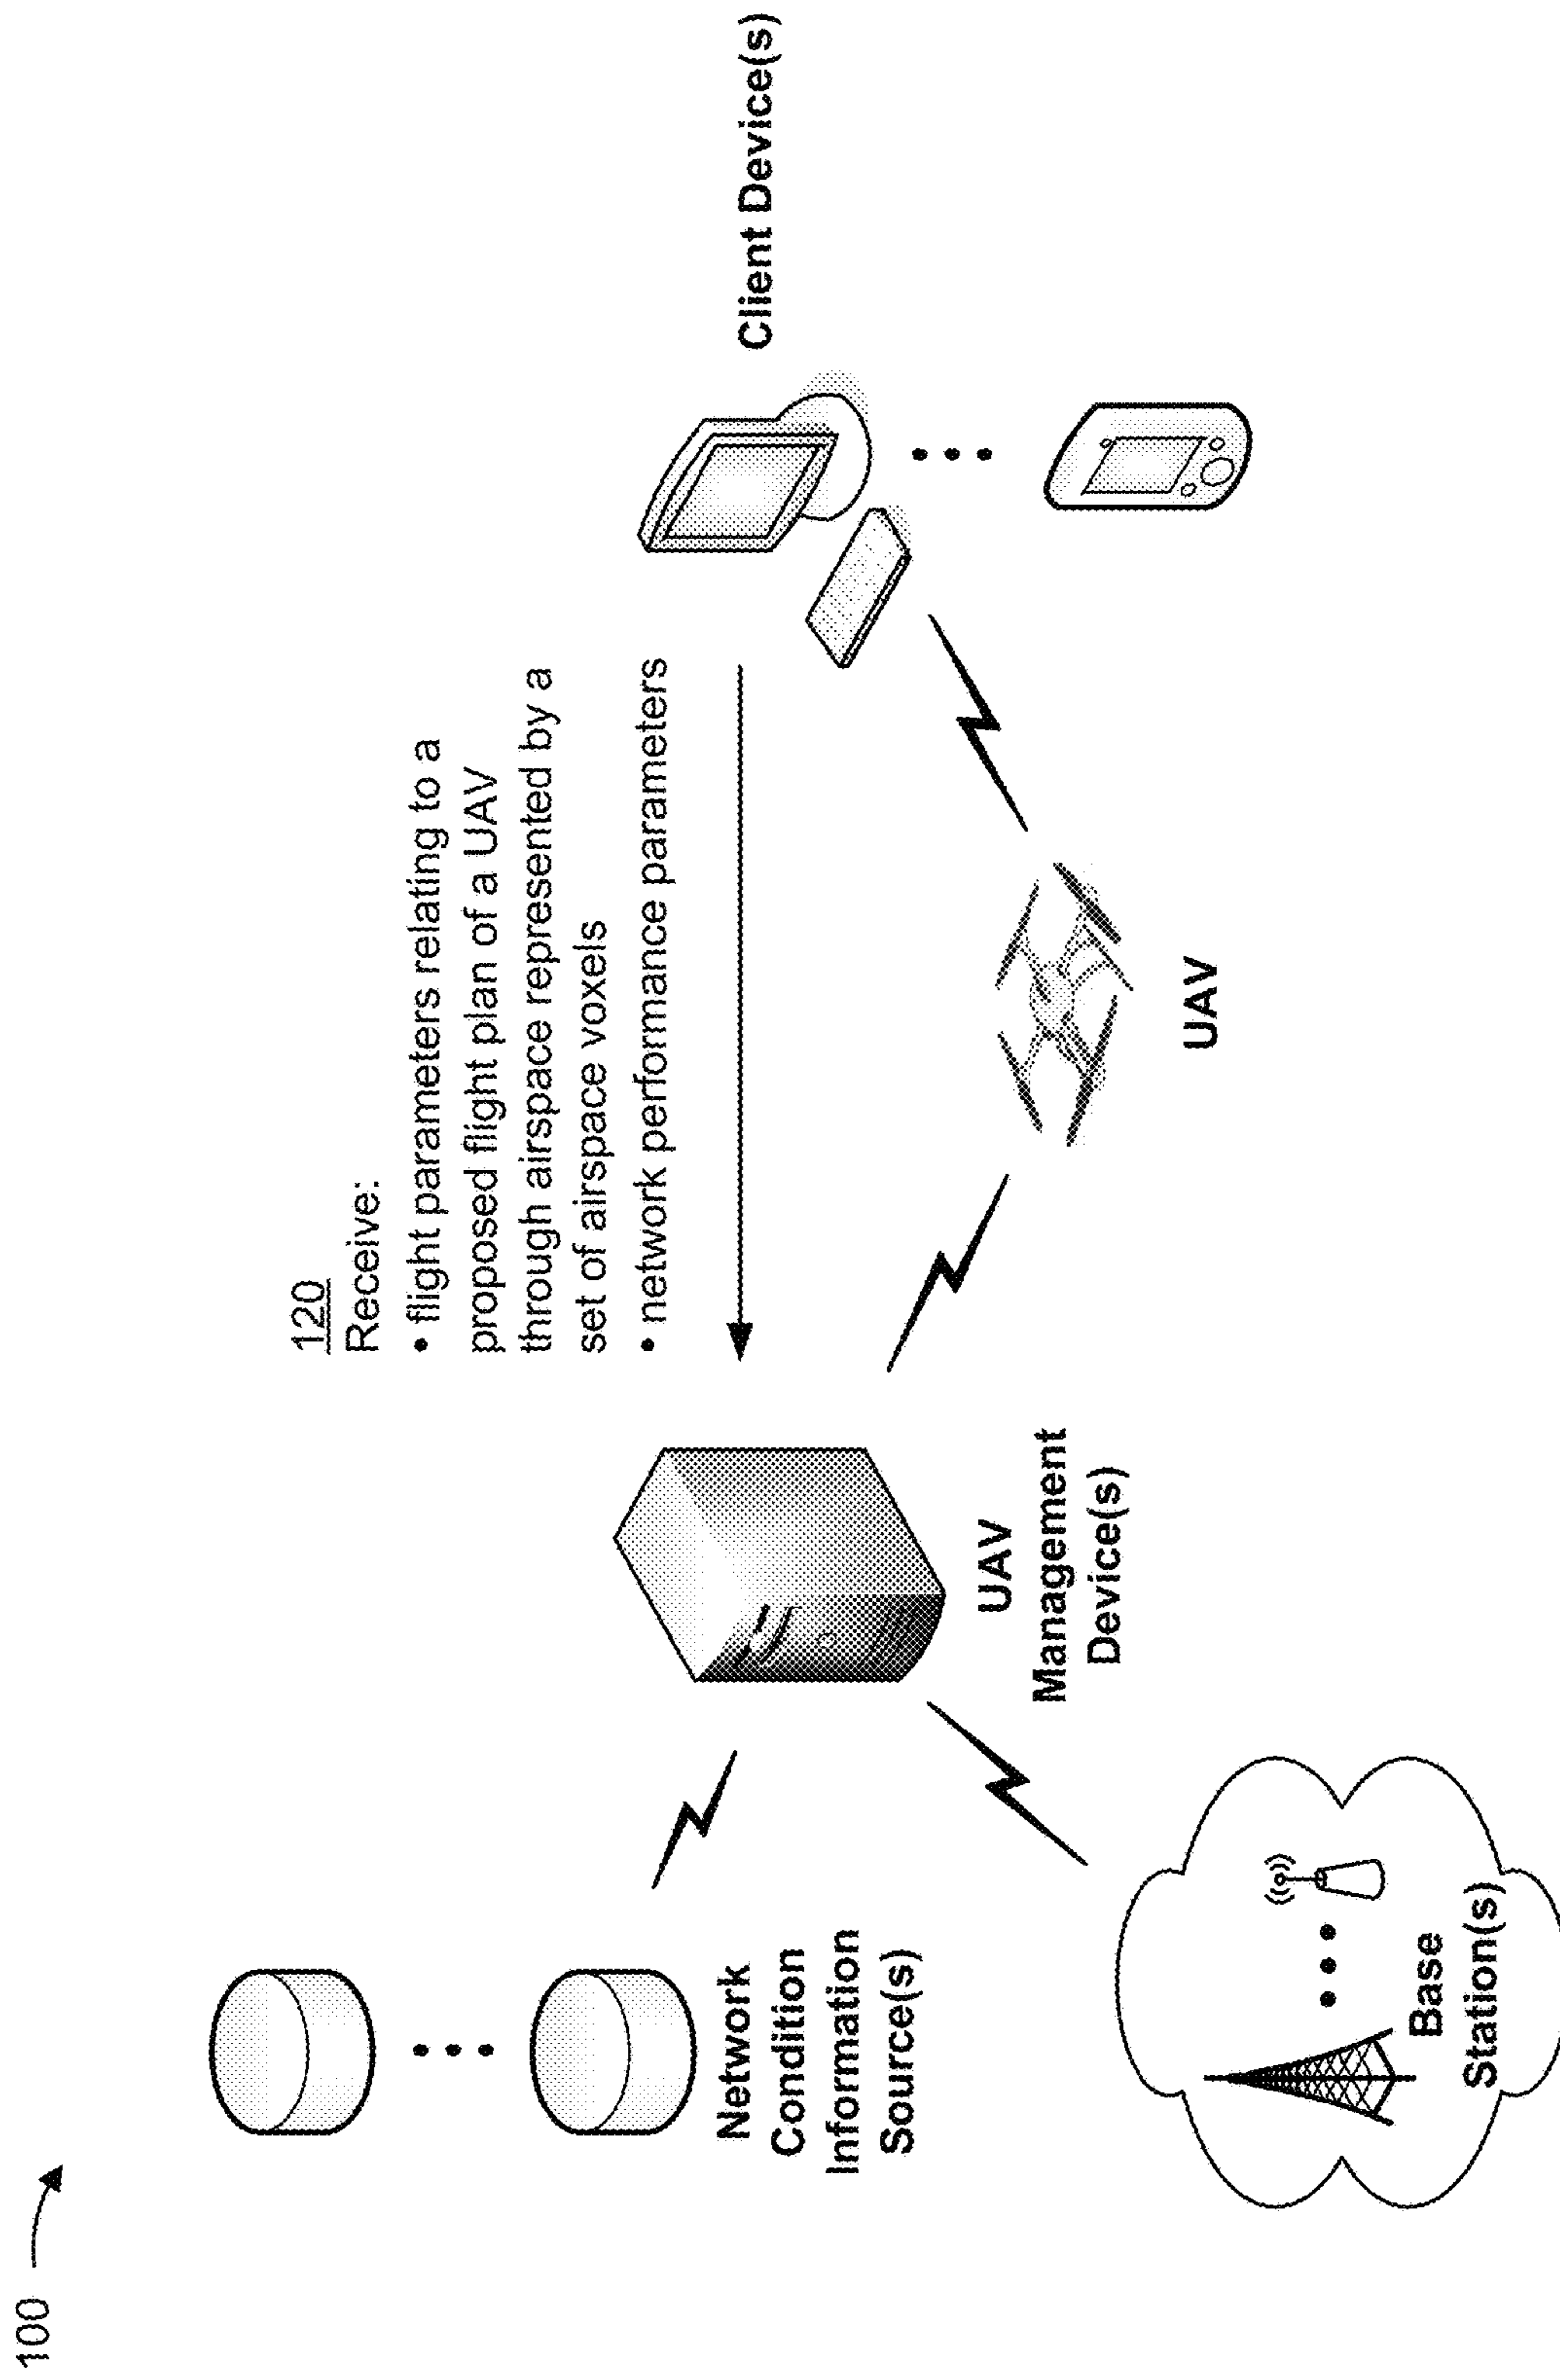 100
120
Receive:
• flight parameters relating to a
proposed flight plan of a UAV
through airspace represented by a
set of airspace voxels
• network performance parameters
Client Device(s)
Network
Condition
Information
Source(s)
UAV
Management
Device(s)
UAV
Base
Station(s)